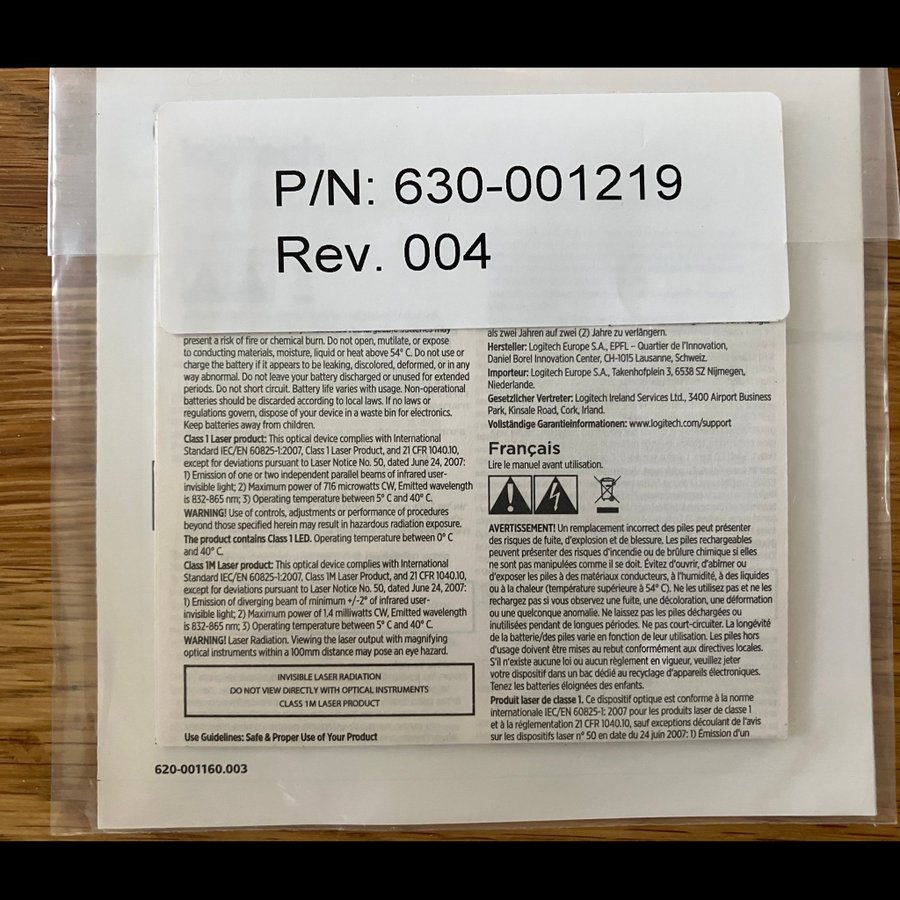 P/N: 630-001219
Rev. 004
present a risk of fire or chemical burn. Do not open, mutilate, or expose
to conducting materials, moisture, liquid or heat above 54° C. Do not use or
charge the battery if it appears to be leaking, discolored, deformed, or in any
way abnormal. Do not leave your battery discharged or unused for extended
periods. Do not short circuit. Battery life varies with usage. Non-operational
batteries should be discarded according to local laws. If no laws or
regulations govern, dispose of your device in a waste bin for electronics.
Keep batteries away from children.
Class 1 Laser product: This optical device complies with International
Standard IEC/EN 60825-1:2007, Class 1 Laser Product, and 21 CFR 1040.10,
except for deviations pursuant to Laser Notice No. 50, dated June 24, 2007:
1) Emission of one or two independent parallel beams of infrared user-
invisible light; 2) Maximum power of 716 microwatts CW, Emitted wavelength
is 832-865 nm; 3) Operating temperature between 5° C and 40° C.
WARNING! Use of controls, adjustments or performance of procedures
beyond those specified herein may result in hazardous radiation exposure.
The product contains Class 1 LED. Operating temperature between 0° C
and 40° C.
Class 1M Laser product: This optical device complies with International
Standard IEC/EN 60825-1:2007, Class 1M Laser Product, and 21 CFR 1040.10,
except for deviations pursuant to Laser Notice No. 50, dated June 24, 2007:
1) Emission of diverging beam of minimum +/-2° of infrared user-
invisible light; 2) Maximum power of 1.4 milliwatts CW, Emitted wavelength
is 832-865 nm; 3) Operating temperature between 5° C and 40° C.
WARNING! Laser Radiation. Viewing the laser output with magnifying
optical instruments within a 100mm distance may pose an eye hazard.
INVISIBLE LASER RADIATION
DO NOT VIEW DIRECTLY WITH OPTICAL INSTRUMENTS
CLASS 1M LASER PRODUCT
Use Guidelines: Safe & Proper Use of Your Product
als zwei Jahren auf zwei (2) Jahre zu verlängern.
Hersteller: Logitech Europe S.A., EPFL – Quartier de l'Innovation,
Daniel Borel Innovation Center, CH-1015 Lausanne, Schweiz.
Importeur: Logitech Europe S.A., Takenhofplein 3, 6538 SZ Nijmegen,
Niederlande.
Gesetzlicher Vertreter: Logitech Ireland Services Ltd., 3400 Airport Business
Park, Kinsale Road, Cork, Irland.
Vollständige Garantieinformationen: www.logitech.com/support
Français
Lire le manuel avant utilisation.
AVERTISSEMENT! Un remplacement incorrect des piles peut présenter
des risques de fuite, d'explosion et de blessure. Les piles rechargeables
peuvent présenter des risques d'incendie ou de brûlure chimique si elles
ne sont pas manipulées comme il se doit. Évitez d'ouvrir, d'abîmer ou
d'exposer les piles à des matériaux conducteurs, à l'humidité, à des liquides
ou à la chaleur (température supérieure à 54° C). Ne les utilisez pas et ne les
rechargez pas si vous observez une fuite, une décoloration, une déformation
ou une quelconque anomalie. Ne laissez pas les piles déchargées ou
inutilisées pendant de longues périodes. Ne pas court-circuiter. La longévité
de la batterie/des piles varie en fonction de leur utilisation. Les piles hors
d'usage doivent être mises au rebut conformément aux directives locales.
S'il n'existe aucune loi ou aucun règlement en vigueur, veuillez jeter
votre dispositif dans un bac dédié au recyclage d'appareils électroniques.
Tenez les batteries éloignées des enfants.
Produit laser de classe 1. Ce dispositif optique est conforme à la norme
internationale IEC/EN 60825-1: 2007 pour les produits laser de classe 1
et à la réglementation 21 CFR 1040.10, sauf exceptions découlant de l'avis
sur les dispositifs laser n° 50 en date du 24 juin 2007: 1) Émission d'un
620-001160.003